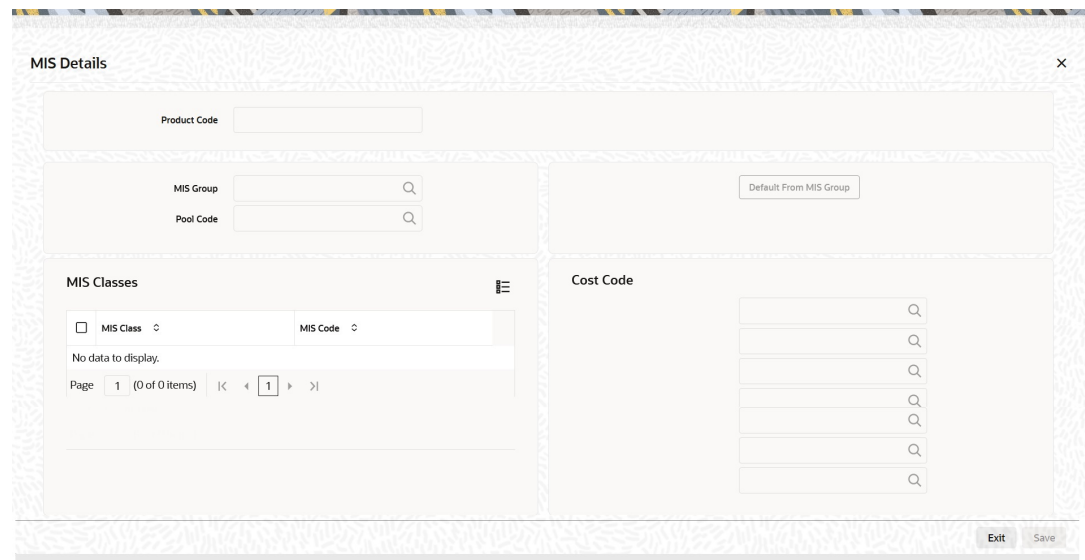 MIS Details
Product Code
MIS Group
Default From MIS Group
Pool Code
MIS Classes
Cost Code
MIS Class MIS Code
No data to display.
Page 1 (0 of 0 items) 1
Exit Save